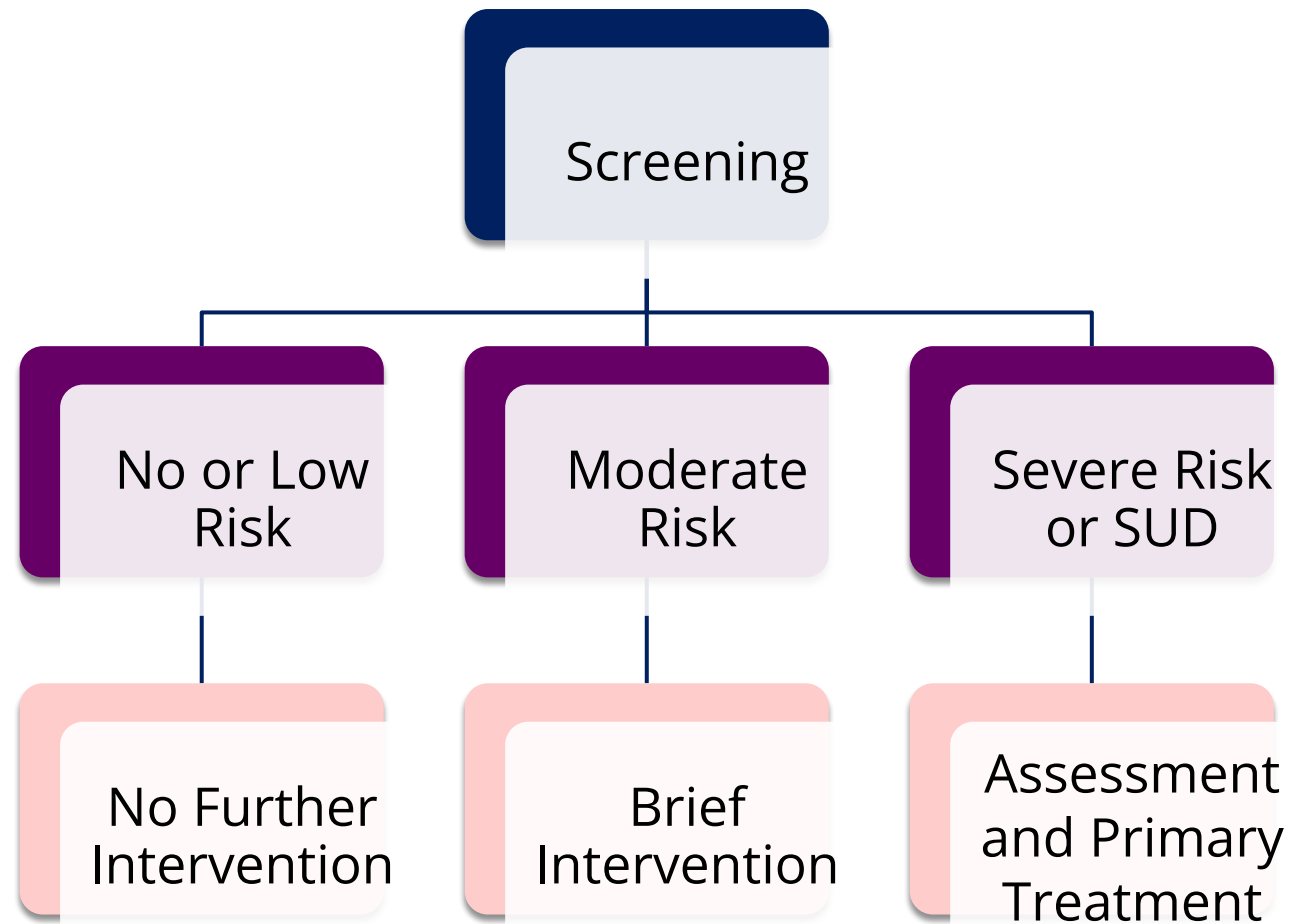 Screening
No or Low
Risk
Moderate
Risk
Severe Risk
or SUD
No Further
Intervention
Brief
Intervention
Assessment
and Primary
Treatment